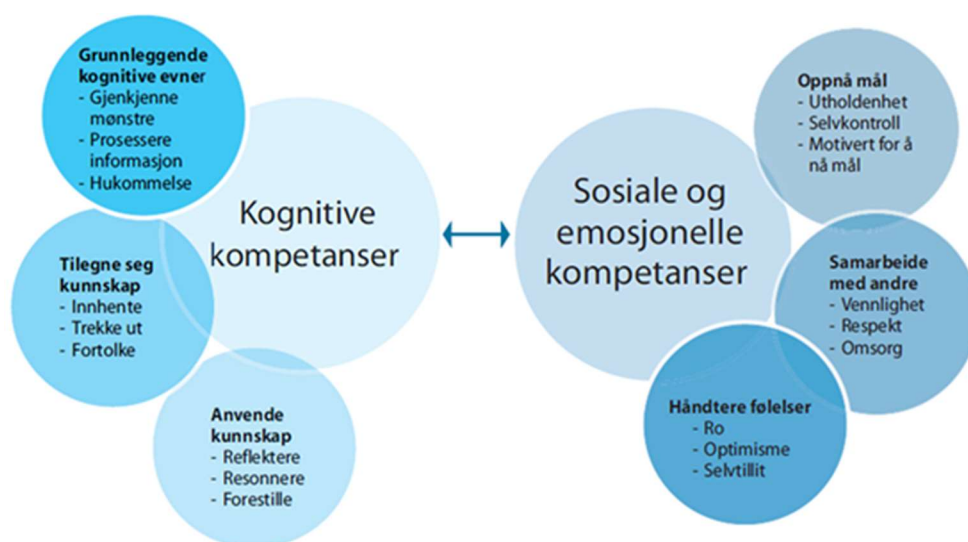 Grunnleggende
kognitive evner
- Gjenkjenne
mønstre
- Prosessere
informasjon
- Hukommelse
Kognitive
kompetanser
Tilegne seg
kunnskap
- Innhente
- Trekke ut
- Fortolke
Anvende
kunnskap
- Reflektere
- Resonnere
- Forestille
Sosiale og
emosjonelle
kompetanser
Oppnå mål
- Utholdenhet
- Selvkontroll
- Motivert for å
nå mål
Samarbeide
med andre
- Vennlighet
- Respekt
- Omsorg
Håndtere følelser
- Ro
- Optimisme
- Selvtillit